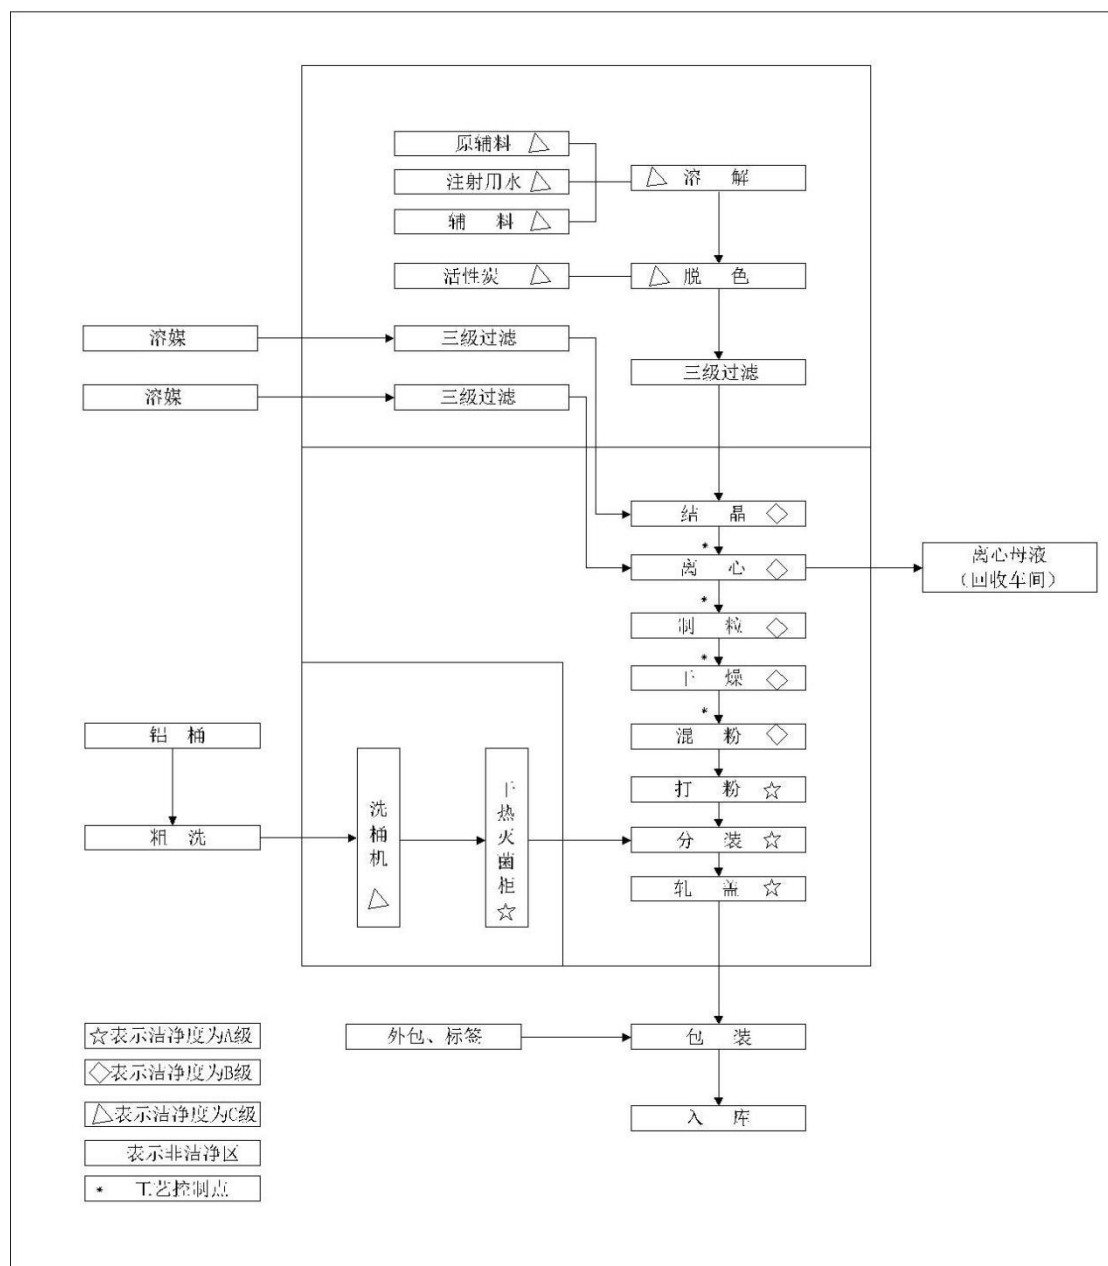 原辅料
注射用水
溶 解
辅 料
活性炭
脱 色
溶媒
三级过滤
三级过滤
溶媒
三级过滤
结 晶
*
离 心
离心母液
(回收车间)
*
制 粒
*
干 燥
*
铝 桶
混 粉
打 粉
粗 洗
洗桶机
干热灭菌柜
分 装
轧 盖
外包、标签
包 装
入 库
☆表示洁净度为A级
◇表示洁净度为B级
△表示洁净度为C级
表示非洁净区
* 工艺控制点